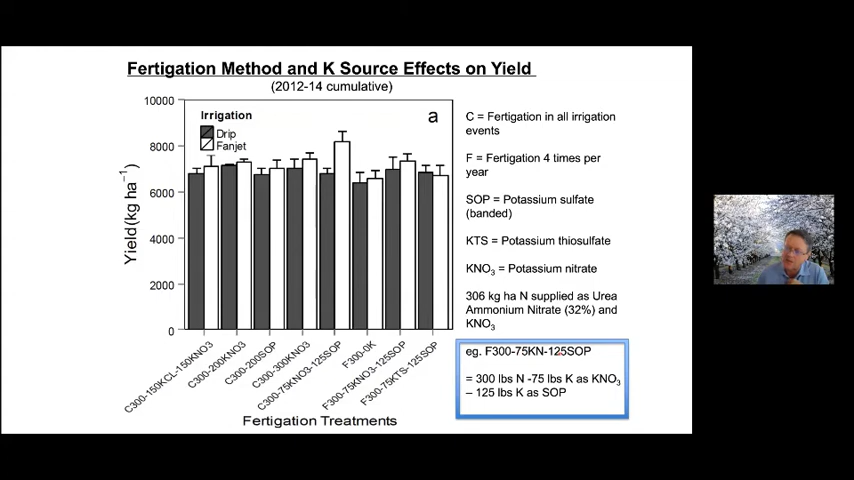 Fertigation Method and K Source Effects on Yield
(2012-14 cumulative)
10000
8000
6000
4000
2000
0
Yield(kg ha⁻¹)
Irrigation
Drip
Fanjet
a
C300-150KCL-150KNO3
C300-200KNO3
C300-200SOP
C300-300KNO3
C300-75KNO3-125SOP
F300-0K
F300-75KNO3-125SOP
F300-75KTS-125SOP
Fertigation Treatments
C = Fertigation in all irrigation
events
F = Fertigation 4 times per
year
SOP = Potassium sulfate
(banded)
KTS = Potassium thiosulfate
KNO₃ = Potassium nitrate
306 kg ha N supplied as Urea
Ammonium Nitrate (32%) and
KNO₃
eg. F300-75KN-125SOP
= 300 lbs N -75 lbs K as KNO₃
– 125 lbs K as SOP